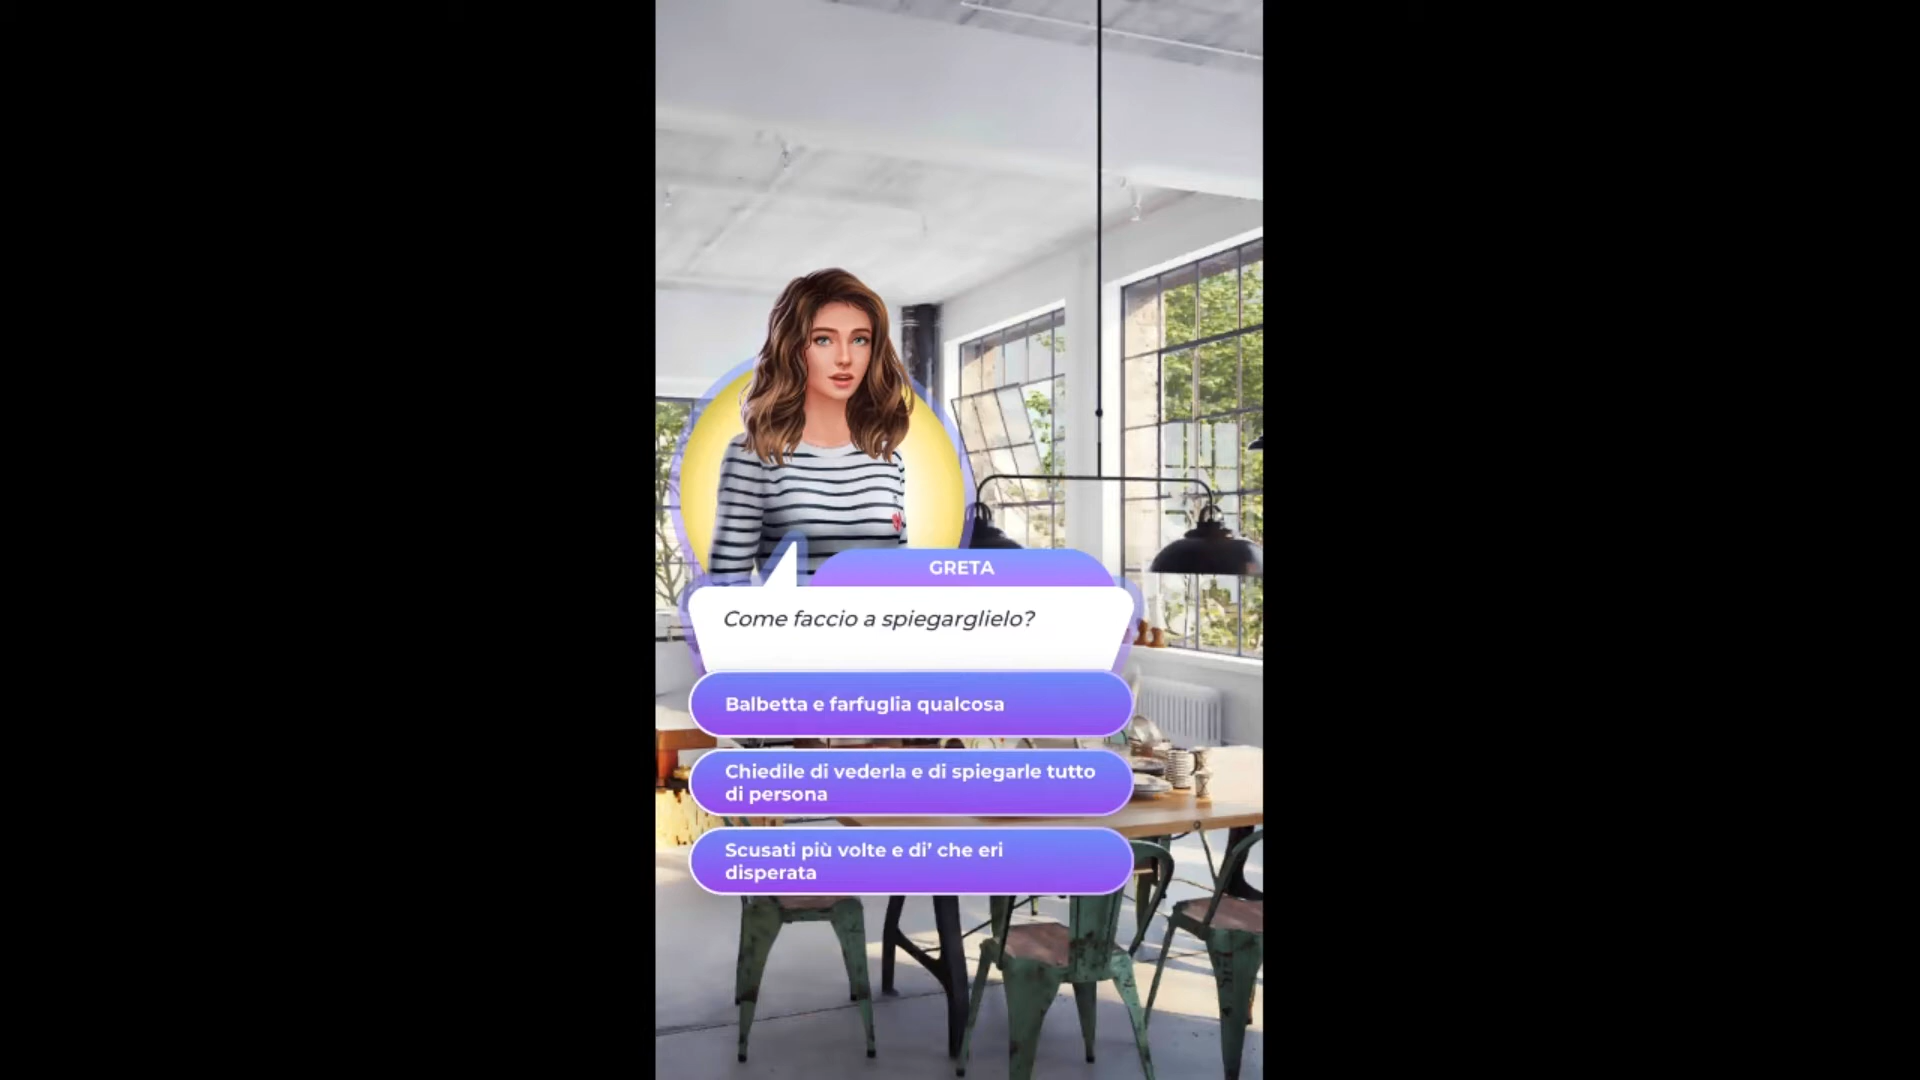 GRETA
Come faccio a spiegarglielo?
Balbetta e farfuglia qualcosa
Chiedile di vederla e di spiegarle tutto
di persona
Scusati più volte e di’ che eri
disperata